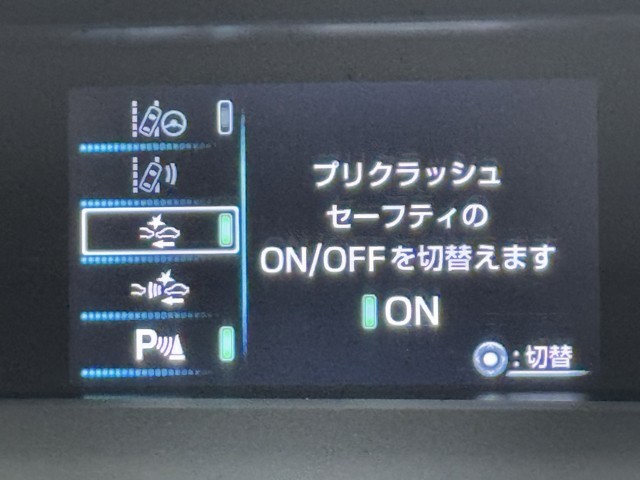 プリクラッシュ
セーフティの
ON/OFFを切替えます
ON
P
:切替